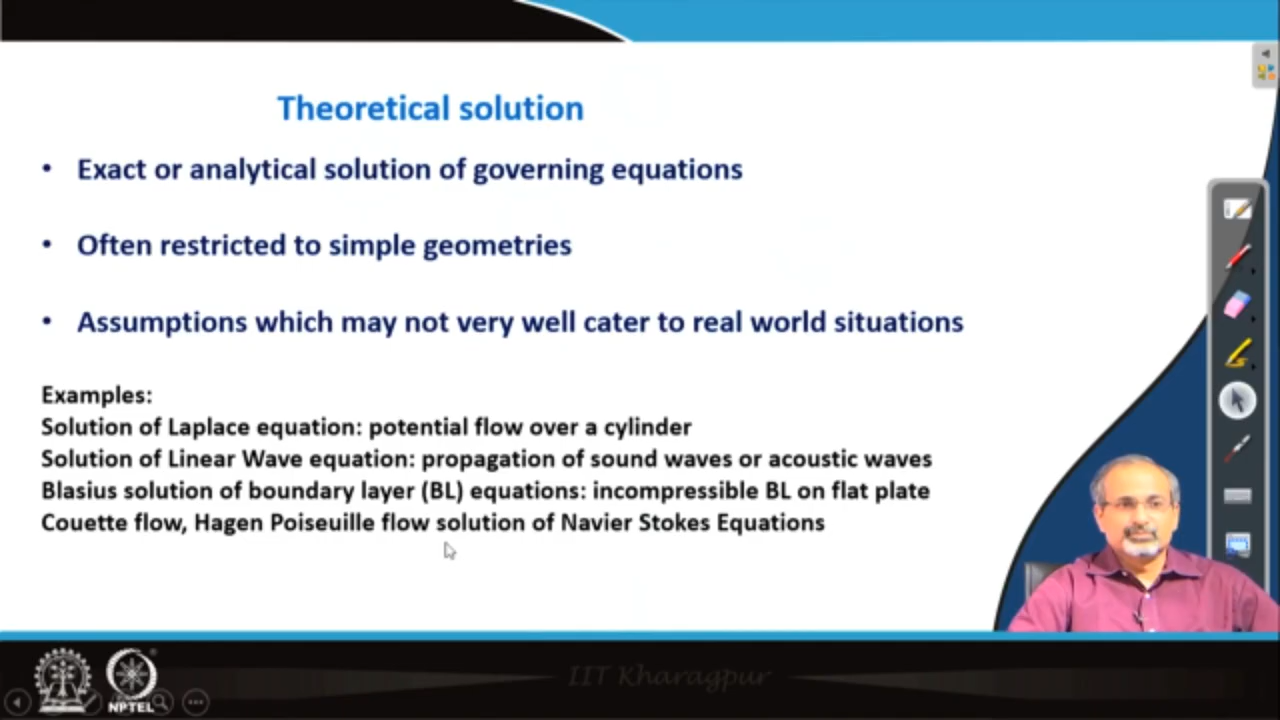 Theoretical solution
• Exact or analytical solution of governing equations
• Often restricted to simple geometries
• Assumptions which may not very well cater to real world situations
Examples:
Solution of Laplace equation: potential flow over a cylinder
Solution of Linear Wave equation: propagation of sound waves or acoustic waves
Blasius solution of boundary layer (BL) equations: incompressible BL on flat plate
Couette flow, Hagen Poiseuille flow solution of Navier Stokes Equations
IIT Kharagpur
NPTEL